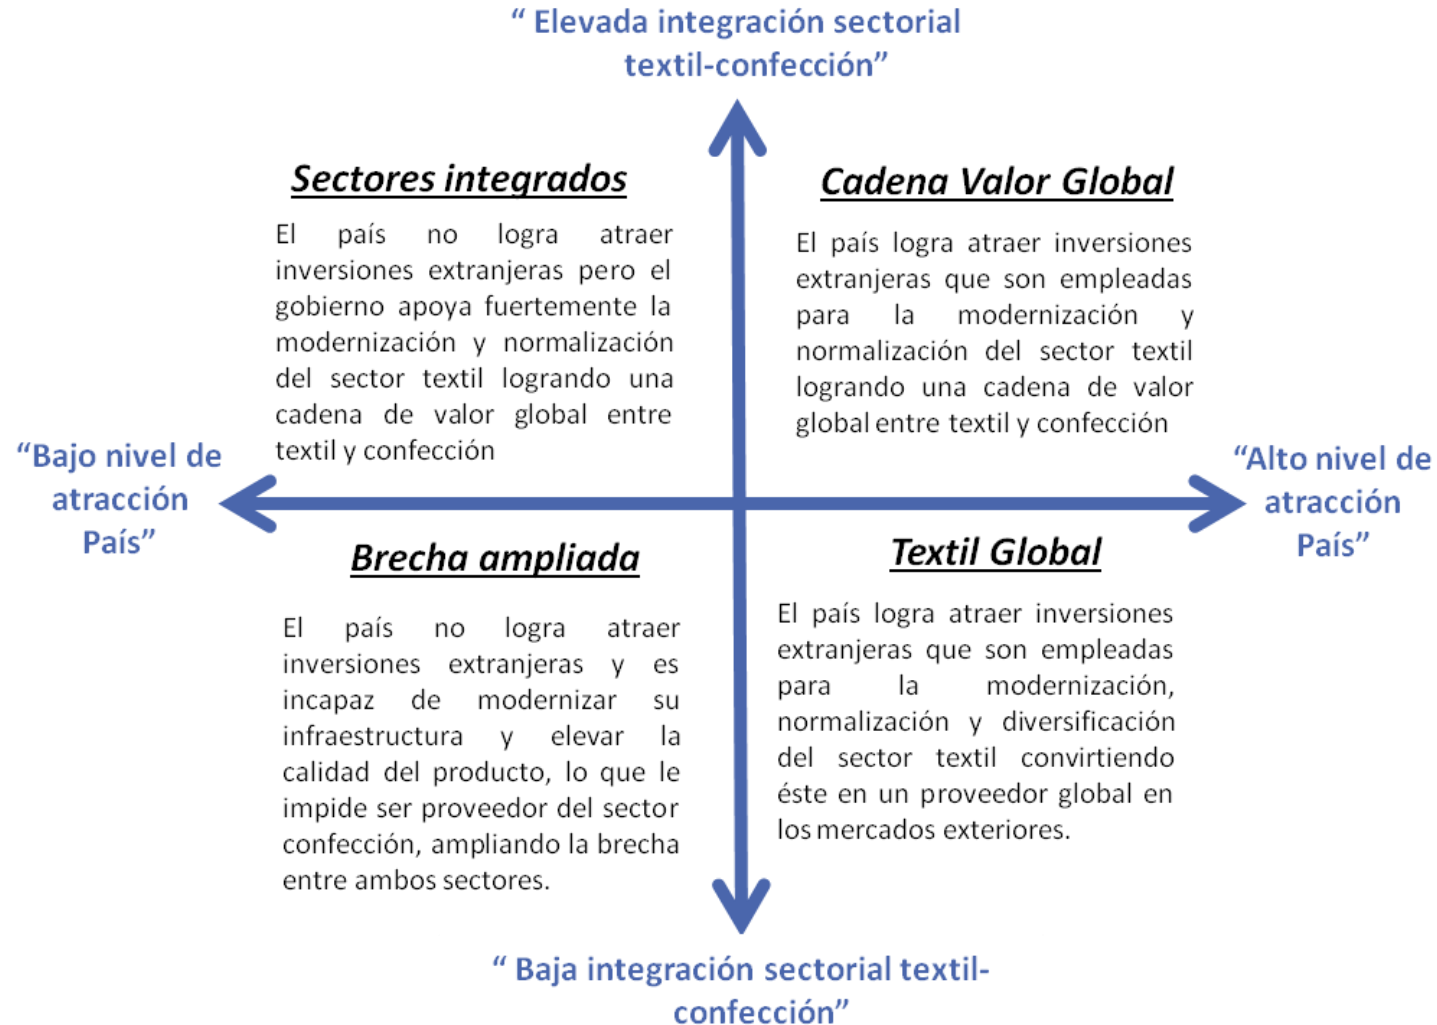 “ Elevada integración sectorial
textil-confección”
Sectores integrados
El país no logra atraer
inversiones extranjeras pero el
gobierno apoya fuertemente la
modernización y normalización
del sector textil logrando una
cadena de valor global entre
textil y confección
Cadena Valor Global
El país logra atraer inversiones
extranjeras que son empleadas
para la modernización y
normalización del sector textil
logrando una cadena de valor
global entre textil y confección
“Bajo nivel de
atracción
País”
“Alto nivel de
atracción
País”
Brecha ampliada
El país no logra atraer
inversiones extranjeras y es
incapaz de modernizar su
infraestructura y elevar la
calidad del producto, lo que le
impide ser proveedor del sector
confección, ampliando la brecha
entre ambos sectores.
Textil Global
El país logra atraer inversiones
extranjeras que son empleadas
para la modernización,
normalización y diversificación
del sector textil convirtiendo
éste en un proveedor global en
los mercados exteriores.
“ Baja integración sectorial textil-
confección”